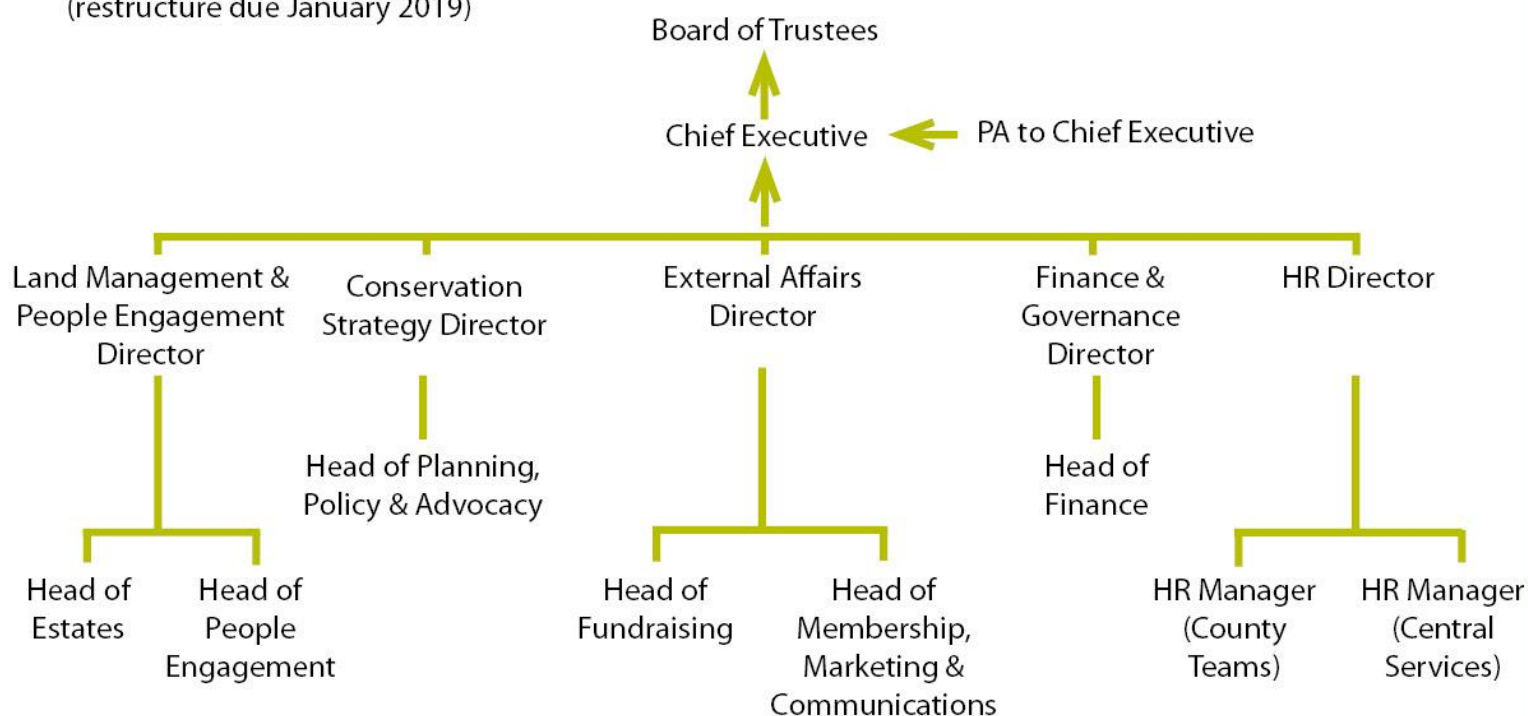 (restructure due January 2019)
Board of Trustees
Chief Executive
PA to Chief Executive
Land Management &
People Engagement
Director
Conservation
Strategy Director
External Affairs
Director
Finance &
Governance
Director
HR Director
Head of Planning,
Policy & Advocacy
Head of
Finance
Head of
Estates
Head of
People
Engagement
Head of
Fundraising
Head of
Membership,
Marketing &
Communications
HR Manager
(County
Teams)
HR Manager
(Central
Services)